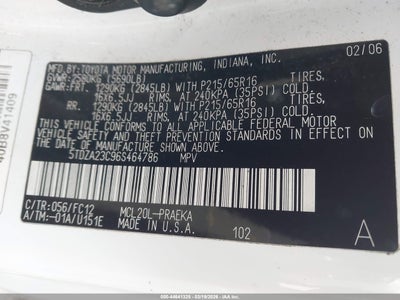 MFD.BY:TOYOTA MOTOR MANUFACTURING, INDIANA, INC. 02/06
GVWR:2530KG ( 5590LB )
GAWR:FRT. 1290KG (2845LB) WITH P215/65R16 TIRES,
16X6.5JJ RIMS, AT 240KPA (35PSI) COLD.
RR. 1290KG (2845LB) WITH P215/65R16 TIRES,
16X6.5JJ RIMS, AT 240KPA (35PSI) COLD.
THIS VEHICLE CONFORMS TO ALL APPLICABLE FEDERAL MOTOR
VEHICLE SAFETY AND THEFT PREVENTION STANDARDS IN EFFECT
ON THE DATE OF MANUFACTURE SHOWN ABOVE.
5TDZA23C96S464786 MPV
C/TR:056/FC12 MCL20L-PRAEKA A
A/TM:-01A/U151E MADE IN U.S.A. 102